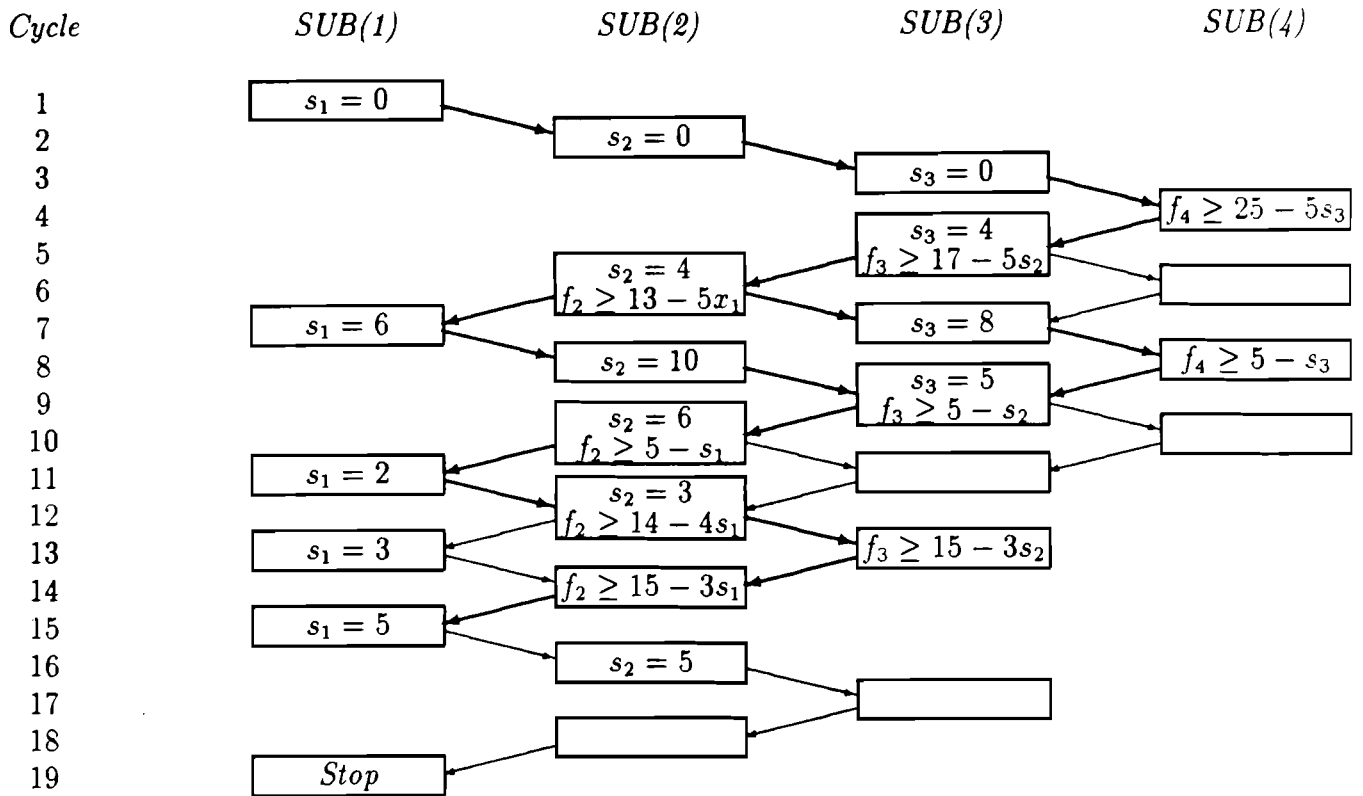 Cycle SUB(1) SUB(2) SUB(3) SUB(4)
1 s₁ = 0
2 s₂ = 0
3 s₃ = 0
4 f₄ ≥ 25 − 5s₃
s₃ = 4
5 f₃ ≥ 17 − 5s₂
s₂ = 4
6 f₂ ≥ 13 − 5x₁
7 s₁ = 6 s₃ = 8
8 s₂ = 10 f₄ ≥ 5 − s₃
s₃ = 5
9 f₃ ≥ 5 − s₂
s₂ = 6
10 f₂ ≥ 5 − s₁
11 s₁ = 2
s₂ = 3
12 f₂ ≥ 14 − 4s₁
13 s₁ = 3 f₃ ≥ 15 − 3s₂
14 f₂ ≥ 15 − 3s₁
15 s₁ = 5
16 s₂ = 5
17
18
19 Stop